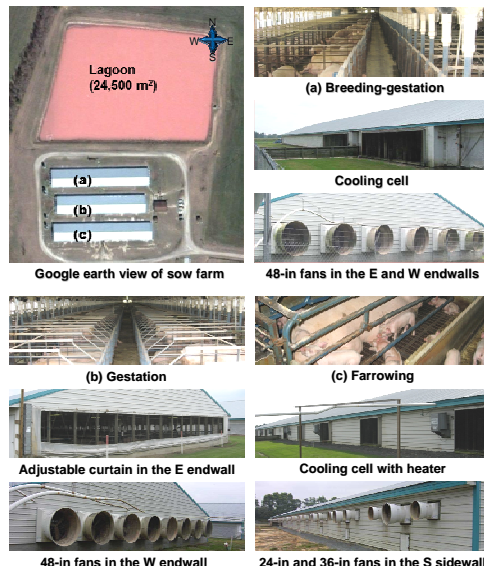 N
W E
S
Lagoon
(24,500 m²)
(a)
(b)
(c)
Google earth view of sow farm
(a) Breeding-gestation
Cooling cell
48-in fans in the E and W endwalls
(b) Gestation
(c) Farrowing
Adjustable curtain in the E endwall
Cooling cell with heater
48-in fans in the W endwall
24-in and 36-in fans in the S sidewall